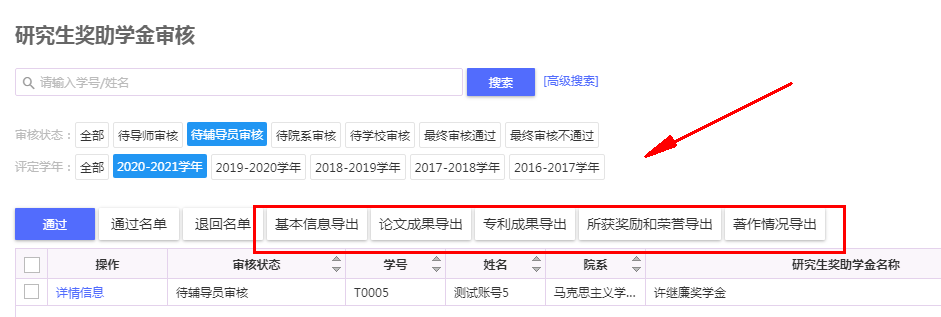 研究生奖助学金审核
请输入学号/姓名 搜索 [高级搜索]
审核状态： 全部 待导师审核 待辅导员审核 待院系审核 待学校审核 最终审核通过 最终审核不通过
评定学年： 全部 2020-2021学年 2019-2020学年 2018-2019学年 2017-2018学年 2016-2017学年
通过 通过名单 退回名单 基本信息导出 论文成果导出 专利成果导出 所获奖励和荣誉导出 著作情况导出
操作 审核状态 学号 姓名 院系 研究生奖助学金名称
详情信息 待辅导员审核 T0005 测试账号5 马克思主义学... 许继廉奖学金